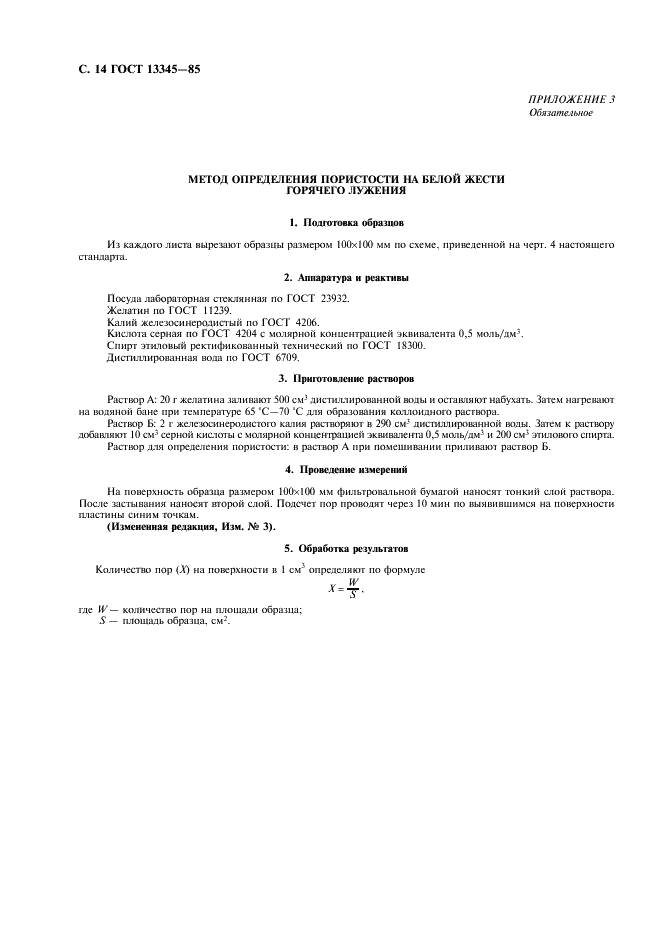 С. 14 ГОСТ 13345—85
ПРИЛОЖЕНИЕ 3
Обязательное
МЕТОД ОПРЕДЕЛЕНИЯ ПОРИСТОСТИ НА БЕЛОЙ ЖЕСТИ
ГОРЯЧЕГО ЛУЖЕНИЯ
1. Подготовка образцов
Из каждого листа вырезают образцы размером 100×100 мм по схеме, приведенной на черт. 4 настоящего
стандарта.
2. Аппаратура и реактивы
Посуда лабораторная стеклянная по ГОСТ 23932.
Желатин по ГОСТ 11239.
Калий железосинеродистый по ГОСТ 4206.
Кислота серная по ГОСТ 4204 с молярной концентрацией эквивалента 0,5 моль/дм³.
Спирт этиловый ректификованный технический по ГОСТ 18300.
Дистиллированная вода по ГОСТ 6709.
3. Приготовление растворов
Раствор А: 20 г желатина заливают 500 см³ дистиллированной воды и оставляют набухать. Затем нагревают
на водяной бане при температуре 65 °С—70 °С для образования коллоидного раствора.
Раствор Б: 2 г железосинеродистого калия растворяют в 290 см³ дистиллированной воды. Затем к раствору
добавляют 10 см³ серной кислоты с молярной концентрацией эквивалента 0,5 моль/дм³ и 200 см³ этилового спирта.
Раствор для определения пористости: в раствор А при помешивании приливают раствор Б.
4. Проведение измерений
На поверхность образца размером 100×100 мм фильтровальной бумагой наносят тонкий слой раствора.
После застывания наносят второй слой. Подсчет пор проводят через 10 мин по выявившимся на поверхности
пластины синим точкам.
(Измененная редакция, Изм. № 3).
5. Обработка результатов
Количество пор (X) на поверхности в 1 см³ определяют по формуле
X = W/S,
где W — количество пор на площади образца;
S — площадь образца, см².